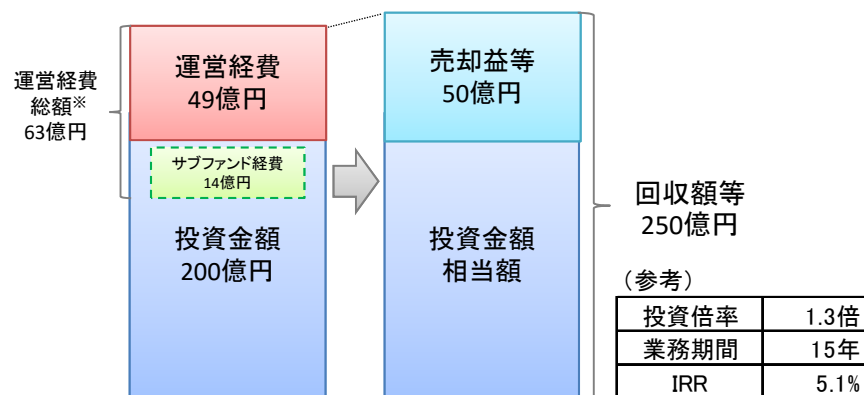 運営経費
49億円
売却益等
50億円
運営経費
総額※
63億円
サブファンド経費
14億円
投資金額
200億円
投資金額
相当額
回収額等
250億円
（参考）
投資倍率 1.3倍
業務期間 15年
IRR 5.1%